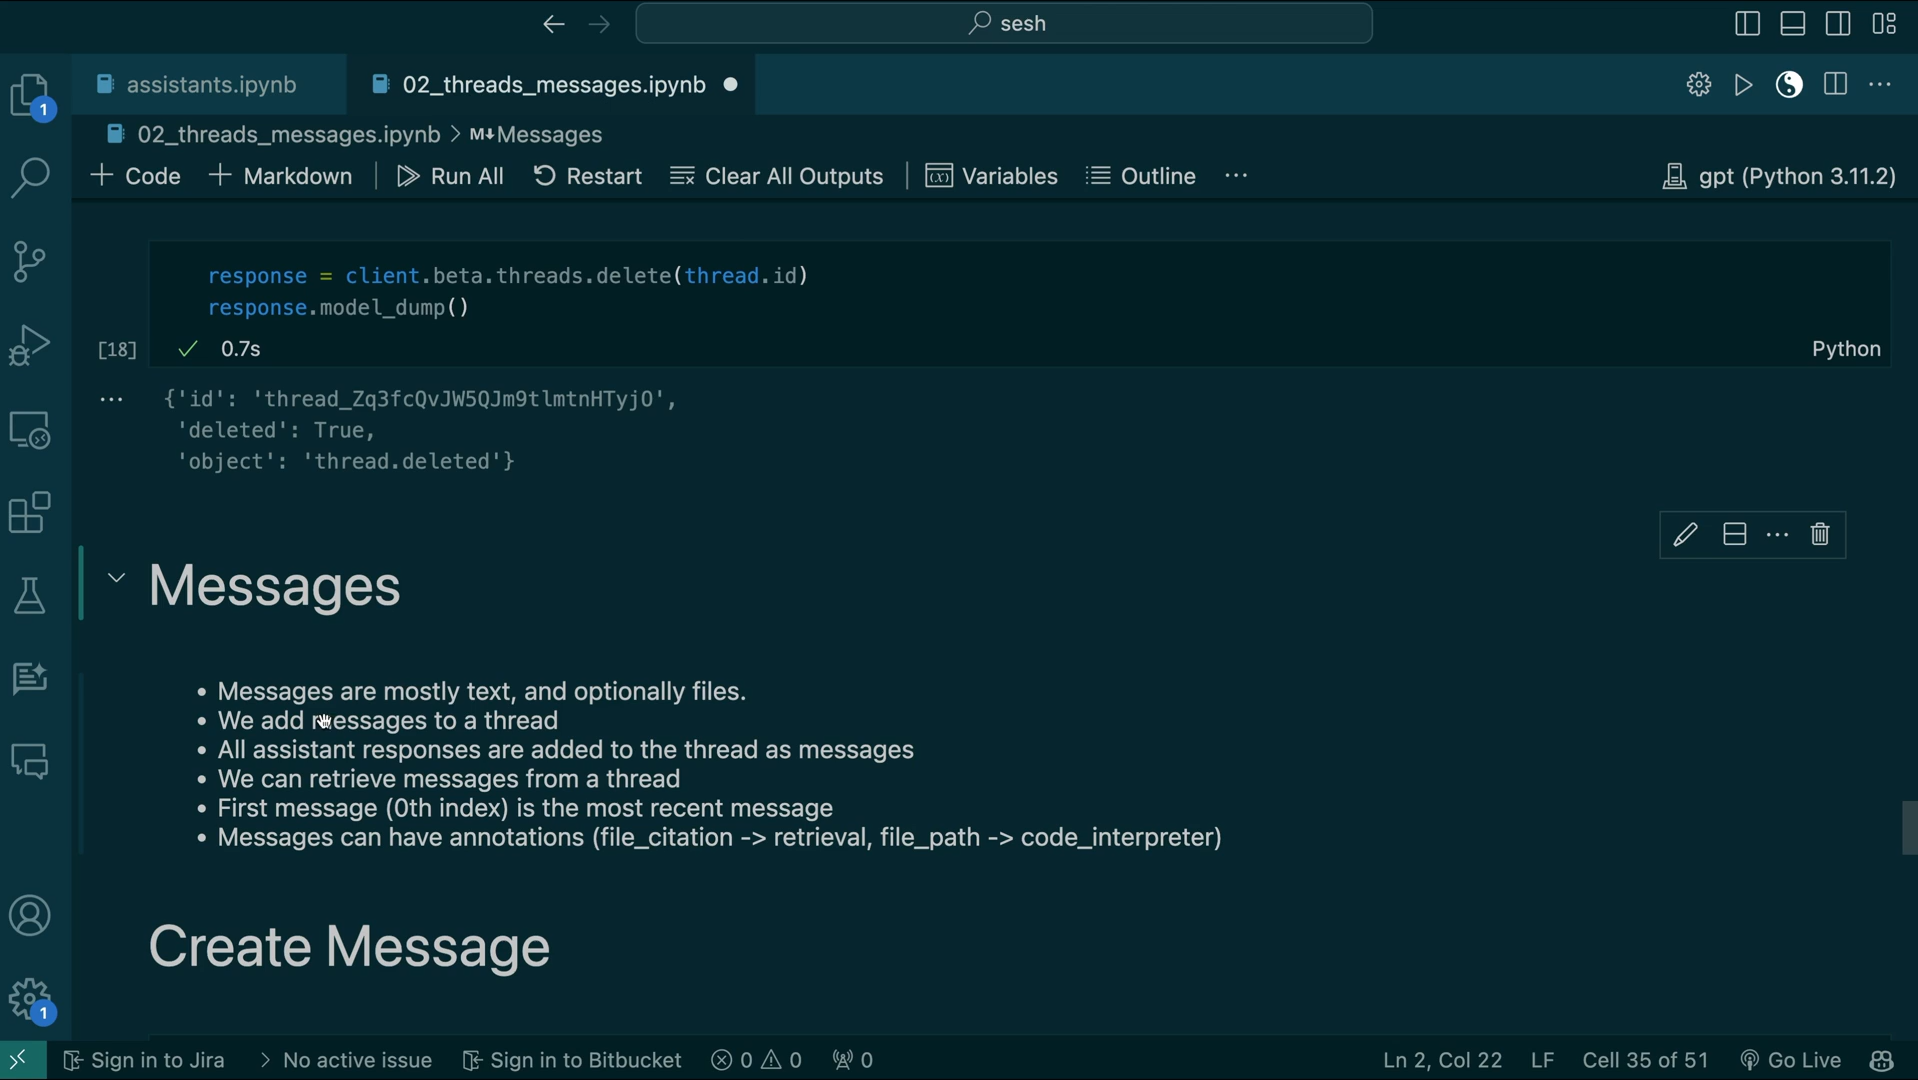 sesh
assistants.ipynb
02_threads_messages.ipynb
02_threads_messages.ipynb > M↓Messages
+ Code + Markdown | Run All Restart Clear All Outputs | Variables Outline ...
gpt (Python 3.11.2)
1
response = client.beta.threads.delete(thread.id)
response.model_dump()
[18] ✓ 0.7s
Python
... {'id': 'thread_Zq3fcQvJW5QJm9tlmtnHTyjO',
'deleted': True,
'object': 'thread.deleted'}
Messages
• Messages are mostly text, and optionally files.
• We add messages to a thread
• All assistant responses are added to the thread as messages
• We can retrieve messages from a thread
• First message (0th index) is the most recent message
• Messages can have annotations (file_citation -> retrieval, file_path -> code_interpreter)
Create Message
1
Sign in to Jira > No active issue Sign in to Bitbucket 0 0 0
Ln 2, Col 22 LF Cell 35 of 51 Go Live